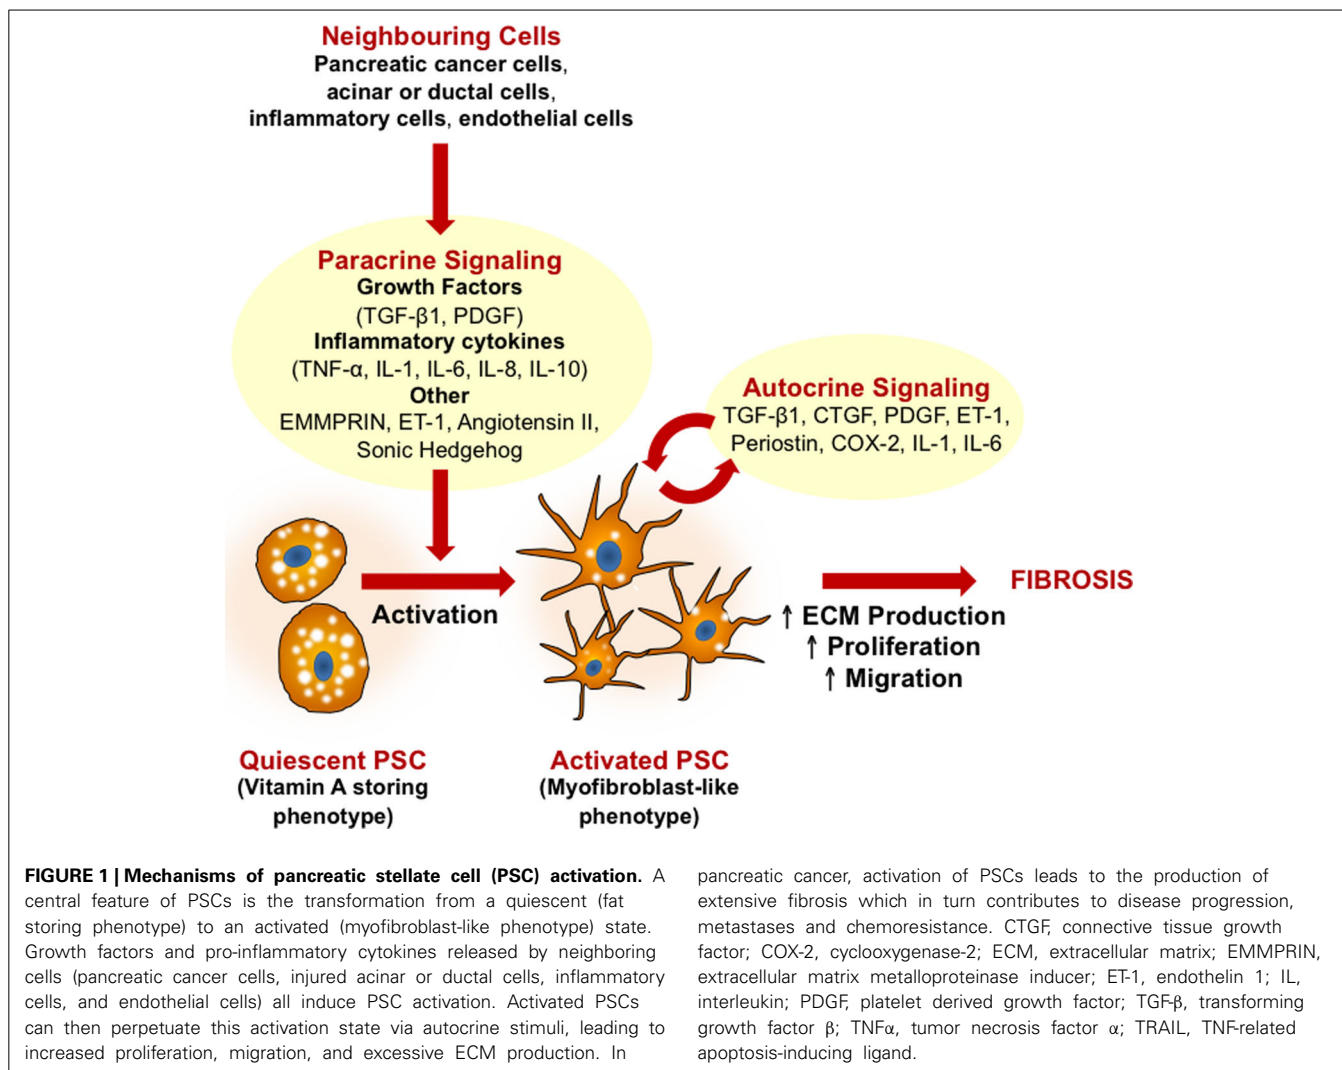 Neighbouring Cells
Pancreatic cancer cells,
acinar or ductal cells,
inflammatory cells, endothelial cells
Paracrine Signaling
Growth Factors
(TGF-β1, PDGF)
Inflammatory cytokines
(TNF-α, IL-1, IL-6, IL-8, IL-10)
Other
EMMPRIN, ET-1, Angiotensin II,
Sonic Hedgehog
Autocrine Signaling
TGF-β1, CTGF, PDGF, ET-1,
Periostin, COX-2, IL-1, IL-6
Activation
FIBROSIS
↑ ECM Production
↑ Proliferation
↑ Migration
Quiescent PSC
(Vitamin A storing
phenotype)
Activated PSC
(Myofibroblast-like
phenotype)
FIGURE 1 | Mechanisms of pancreatic stellate cell (PSC) activation. A
central feature of PSCs is the transformation from a quiescent (fat
storing phenotype) to an activated (myofibroblast-like phenotype) state.
Growth factors and pro-inflammatory cytokines released by neighboring
cells (pancreatic cancer cells, injured acinar or ductal cells, inflammatory
cells, and endothelial cells) all induce PSC activation. Activated PSCs
can then perpetuate this activation state via autocrine stimuli, leading to
increased proliferation, migration, and excessive ECM production. In
pancreatic cancer, activation of PSCs leads to the production of
extensive fibrosis which in turn contributes to disease progression,
metastases and chemoresistance. CTGF, connective tissue growth
factor; COX-2, cyclooxygenase-2; ECM, extracellular matrix; EMMPRIN,
extracellular matrix metalloproteinase inducer; ET-1, endothelin 1; IL,
interleukin; PDGF, platelet derived growth factor; TGF-β, transforming
growth factor β; TNFα, tumor necrosis factor α; TRAIL, TNF-related
apoptosis-inducing ligand.